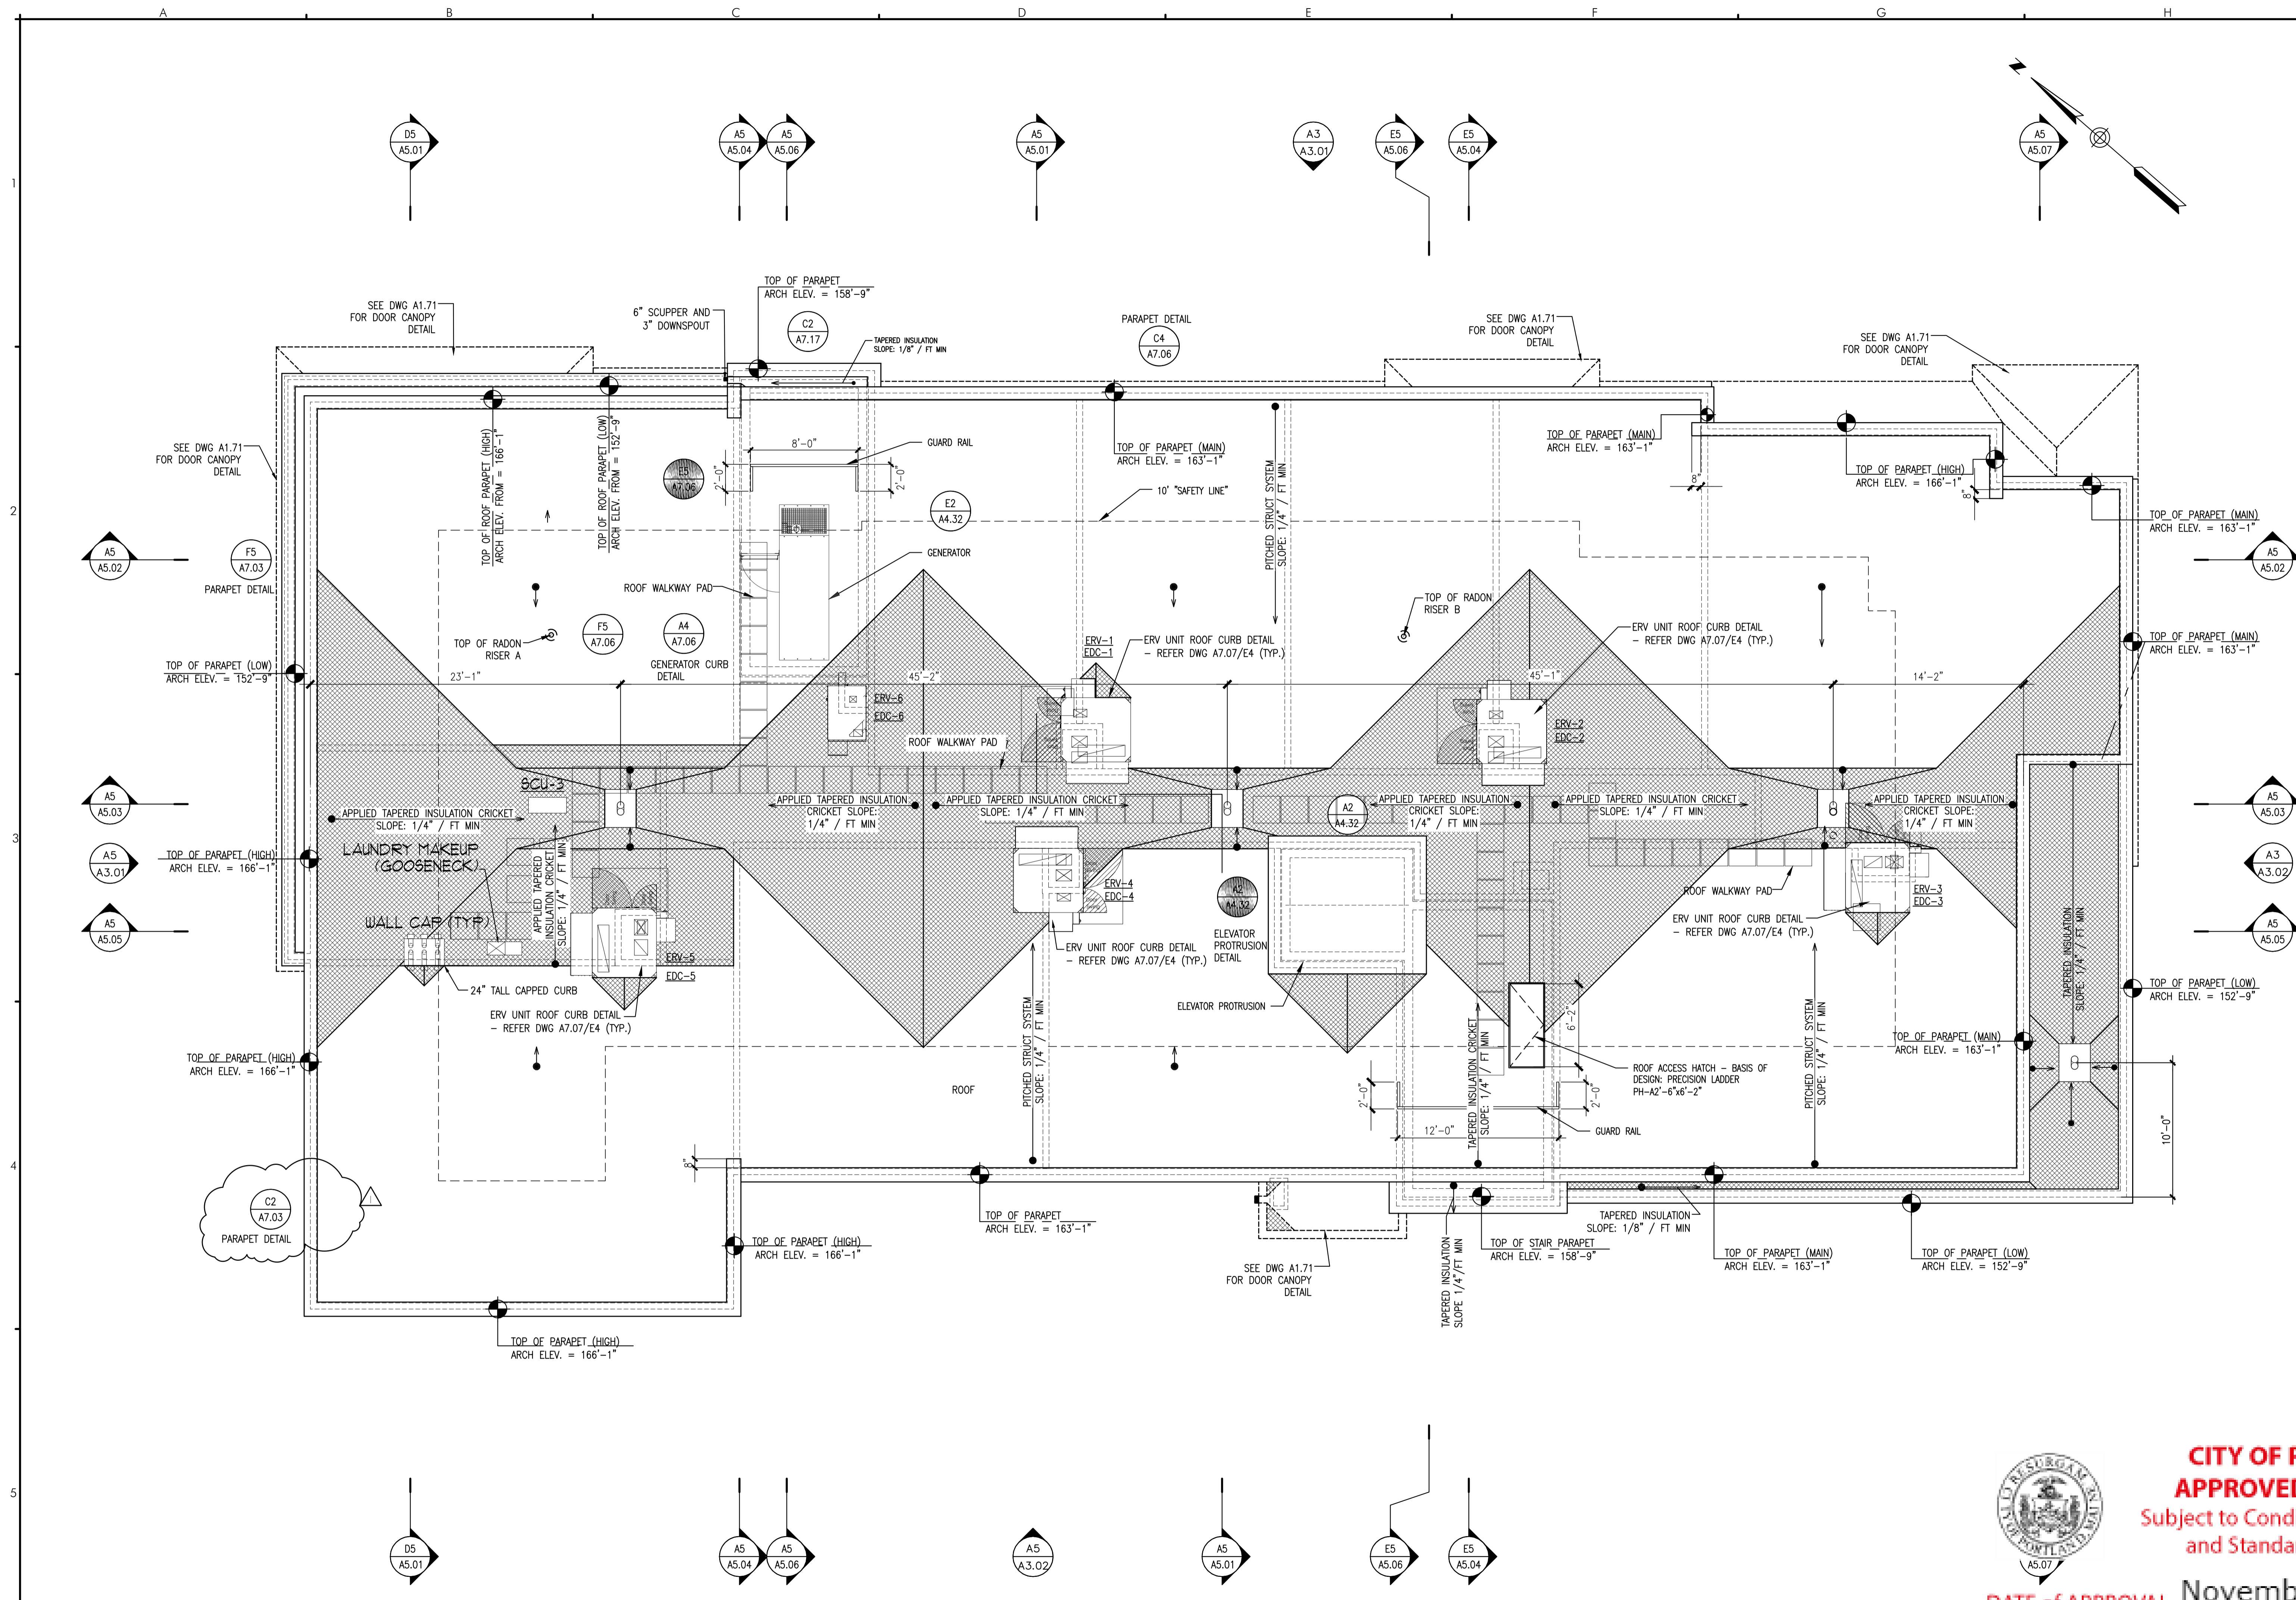 A B C D E F G H
N
D5
A5.01
A5
A5.04
A5
A5.06
A5
A5.01
A3
A3.01
E5
A5.06
E5
A5.04
A5
A5.07
1
TOP OF PARAPET
ARCH ELEV. = 158'-9"
SEE DWG A1.71
FOR DOOR CANOPY
DETAIL
6" SCUPPER AND
3" DOWNSPOUT
C2
A7.17
TAPERED INSULATION
SLOPE: 1/8" / FT MIN
PARAPET DETAIL
C4
A7.06
SEE DWG A1.71
FOR DOOR CANOPY
DETAIL
SEE DWG A1.71
FOR DOOR CANOPY
DETAIL
SEE DWG A1.71
FOR DOOR CANOPY
DETAIL
TOP OF ROOF PARAPET (HIGH)
ARCH ELEV. FROM = 166'-1"
TOP OF ROOF PARAPET (LOW)
ARCH ELEV. FROM = 152'-9"
8'-0"
GUARD RAIL
2'-0"
2'-0"
E5
A7.06
TOP OF PARAPET (MAIN)
ARCH ELEV. = 163'-1"
10' "SAFETY LINE"
PITCHED STRUCT SYSTEM
SLOPE: 1/4" / FT MIN
TOP OF PARAPET (MAIN)
ARCH ELEV. = 163'-1"
8"
TOP OF PARAPET (HIGH)
ARCH ELEV. = 166'-1"
8"
TOP OF PARAPET (MAIN)
ARCH ELEV. = 163'-1"
2
E2
A4.32
GENERATOR
A5
A5.02
F5
A7.03
PARAPET DETAIL
A5
A5.02
ROOF WALKWAY PAD
TOP OF RADON
RISER A
F5
A7.06
A4
A7.06
GENERATOR CURB
DETAIL
TOP OF RADON
RISER B
ERV-1
EDC-1
ERV UNIT ROOF CURB DETAIL
- REFER DWG A7.07/E4 (TYP.)
ERV UNIT ROOF CURB DETAIL
- REFER DWG A7.07/E4 (TYP.)
TOP OF PARAPET (MAIN)
ARCH ELEV. = 163'-1"
TOP OF PARAPET (LOW)
ARCH ELEV. = 152'-9"
23'-1"
45'-2"
45'-1"
14'-2"
ERV-6
EDC-6
ERV-2
EDC-2
ROOF WALKWAY PAD
SCU-3
A5
A5.03
APPLIED TAPERED INSULATION CRICKET
SLOPE: 1/4" / FT MIN
APPLIED TAPERED INSULATION
CRICKET SLOPE:
1/4" / FT MIN
APPLIED TAPERED INSULATION CRICKET
SLOPE: 1/4" / FT MIN
A2
A4.32
APPLIED TAPERED INSULATION
CRICKET SLOPE:
1/4" / FT MIN
APPLIED TAPERED INSULATION CRICKET
SLOPE: 1/4" / FT MIN
APPLIED TAPERED INSULATION
CRICKET SLOPE:
1/4" / FT MIN
A5
A5.03
3
A5
A3.01
TOP OF PARAPET (HIGH)
ARCH ELEV. = 166'-1"
LAUNDRY MAKEUP
(GOOSENECK)
APPLIED TAPERED
INSULATION CRICKET
SLOPE: 1/4" / FT MIN
A3
A3.02
WALL CAP (TYP)
ERV-4
EDC-4
A2
A4.32
ROOF WALKWAY PAD
ERV-3
EDC-3
A5
A5.05
ERV UNIT ROOF CURB DETAIL
- REFER DWG A7.07/E4 (TYP.)
A5
A5.05
ERV-5
EDC-5
ERV UNIT ROOF CURB DETAIL
- REFER DWG A7.07/E4 (TYP.)
ELEVATOR
PROTRUSION
DETAIL
TAPERED INSULATION
SLOPE: 1/4" / FT MIN
24" TALL CAPPED CURB
ERV UNIT ROOF CURB DETAIL
- REFER DWG A7.07/E4 (TYP.)
ELEVATOR PROTRUSION
6'-2"
TOP OF PARAPET (LOW)
ARCH ELEV. = 152'-9"
PITCHED STRUCT SYSTEM
SLOPE: 1/4" / FT MIN
TAPERED INSULATION CRICKET
SLOPE: 1/4" / FT MIN
PITCHED STRUCT SYSTEM
SLOPE: 1/4" / FT MIN
TOP OF PARAPET (MAIN)
ARCH ELEV. = 163'-1"
TOP OF PARAPET (HIGH)
ARCH ELEV. = 166'-1"
ROOF
ROOF ACCESS HATCH - BASIS OF
DESIGN: PRECISION LADDER
PH-A2'-6"x6'-2"
2'-0"
2'-0"
12'-0"
GUARD RAIL
10'-0"
4
8"
C2
A7.03
PARAPET DETAIL
TOP OF PARAPET
ARCH ELEV. = 163'-1"
TOP OF PARAPET (HIGH)
ARCH ELEV. = 166'-1"
SEE DWG A1.71
FOR DOOR CANOPY
DETAIL
TAPERED INSULATION
SLOPE 1/4"/FT MIN
TOP OF STAIR PARAPET
ARCH ELEV. = 158'-9"
TAPERED INSULATION
SLOPE: 1/8" / FT MIN
TOP OF PARAPET (MAIN)
ARCH ELEV. = 163'-1"
TOP OF PARAPET (LOW)
ARCH ELEV. = 152'-9"
TOP OF PARAPET (HIGH)
ARCH ELEV. = 166'-1"
5
D5
A5.01
A5
A5.04
A5
A5.06
A5
A3.02
A5
A5.01
E5
A5.06
E5
A5.04
A5.07
RESURGAM
PORTLAND
CITY OF
APPROVED
Subject to Cond
and Standa
DATE of APPROVAL
Novemb